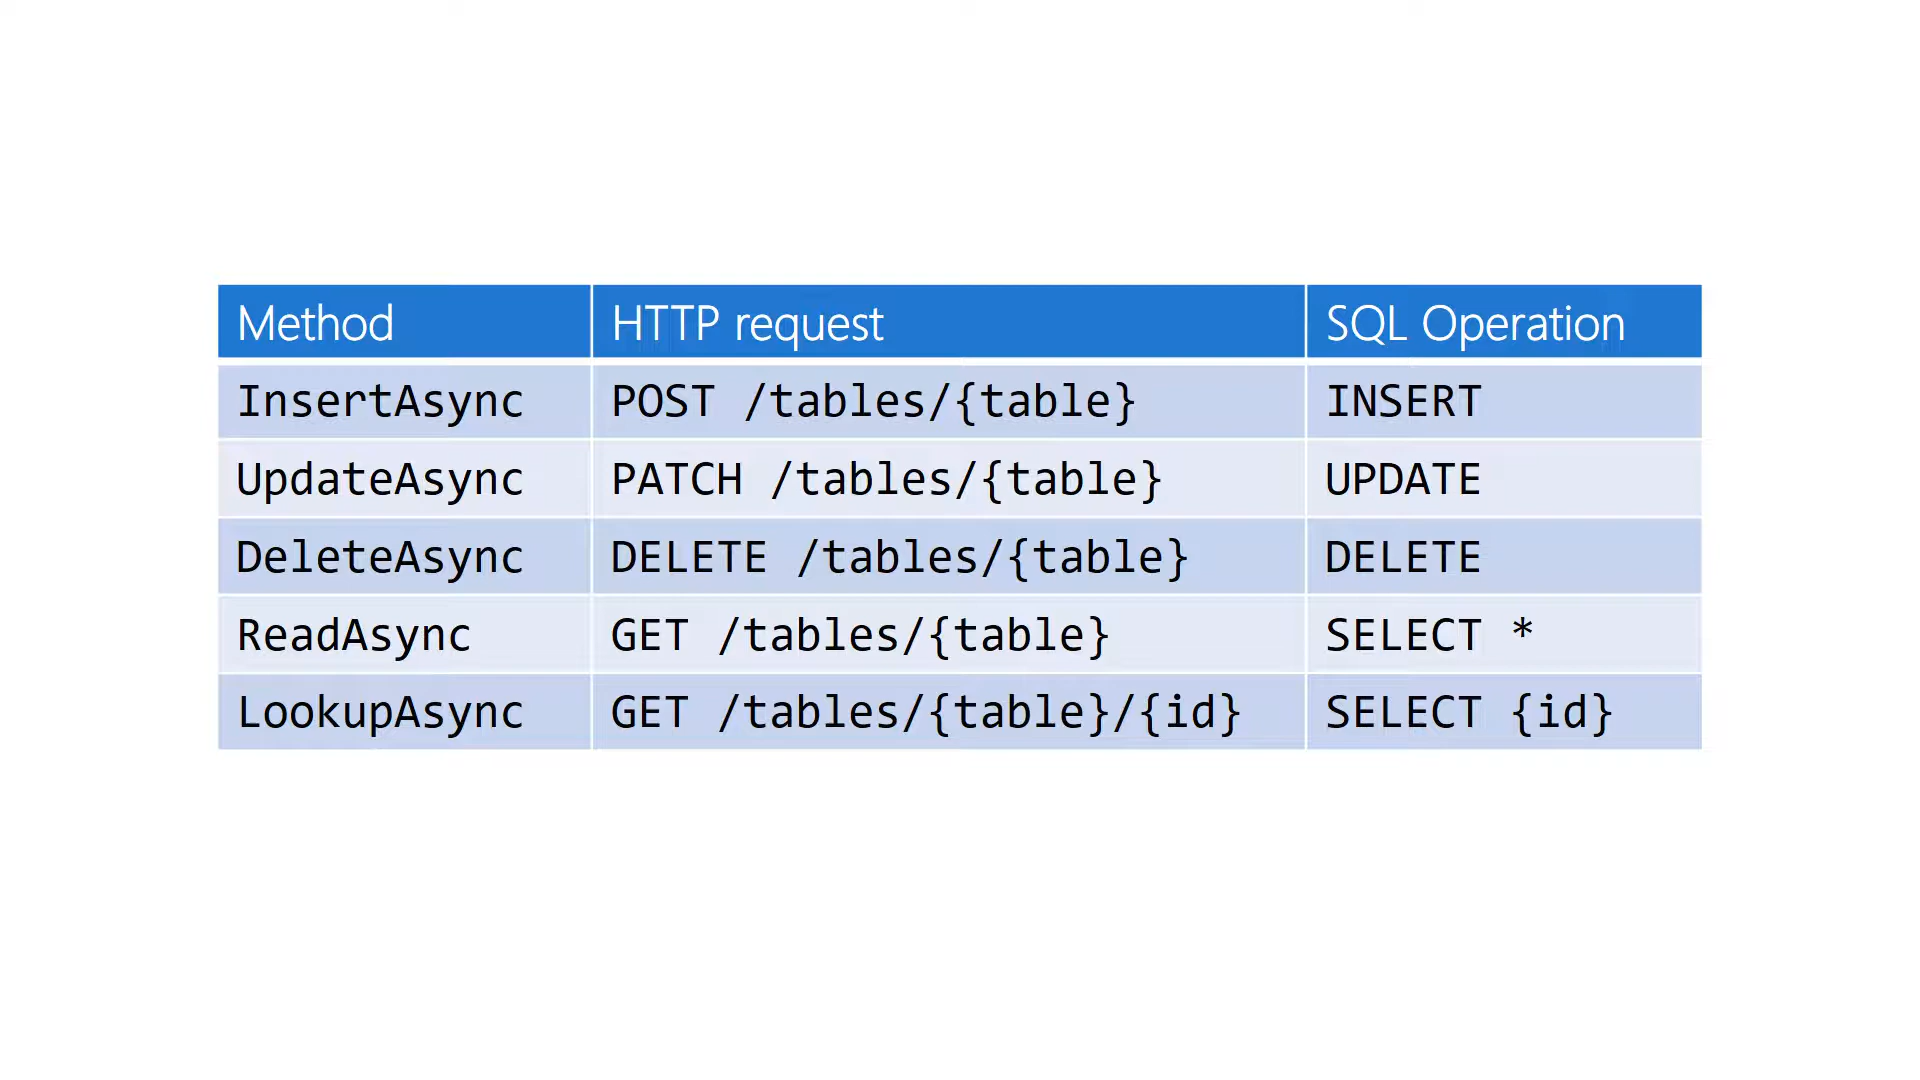 Method HTTP request SQL Operation
InsertAsync POST /tables/{table} INSERT
UpdateAsync PATCH /tables/{table} UPDATE
DeleteAsync DELETE /tables/{table} DELETE
ReadAsync GET /tables/{table} SELECT *
LookupAsync GET /tables/{table}/{id} SELECT {id}